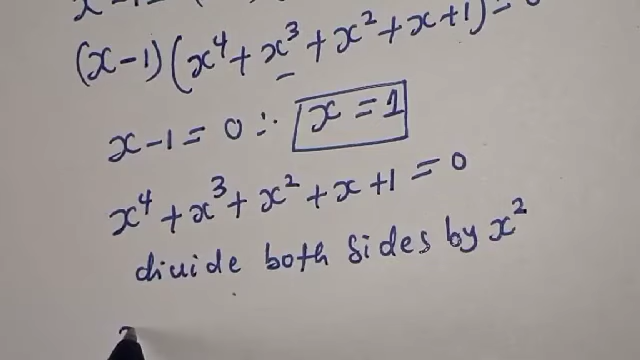 (x-1)(x⁴+x³+x²+x+1)=0
x-1=0 ∴ x=1
x⁴+x³+x²+x+1=0
divide both sides by x²